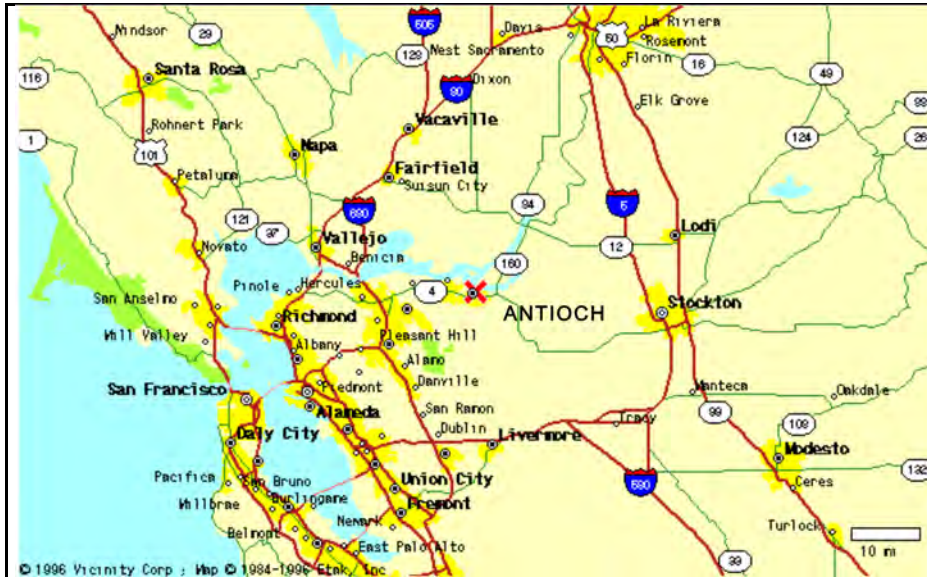 Windsor
29
505
Davis
50
La Riviera
Rosemont
116
Santa Rosa
128
West Sacramento
Florin
16
49
80
Dixon
Elk Grove
1
Rohnert Park
Vacaville
124
101
Napa
Petaluma
Fairfield
Suisun City
121
680
84
5
37
Vallejo
12
Lodi
Novato
Benicia
160
Pinole
Hercules
4
San Anselmo
ANTIOCH
Stockton
Richmond
Mill Valley
Albany
Pleasant Hill
Alamo
San Francisco
Piedmont
Danville
Manteca
Oakdale
Alameda
San Ramon
Tracy
99
Daly City
Dublin
Livermore
108
Modesto
Pacifica
San Bruno
Union City
580
132
Millbrae
Burlingame
Fremont
Ceres
Belmont
Newark
Turlock
East Palo Alto
10 m
© 1996 Vicinity Corp ; Map © 1984-1996 Etak, Inc